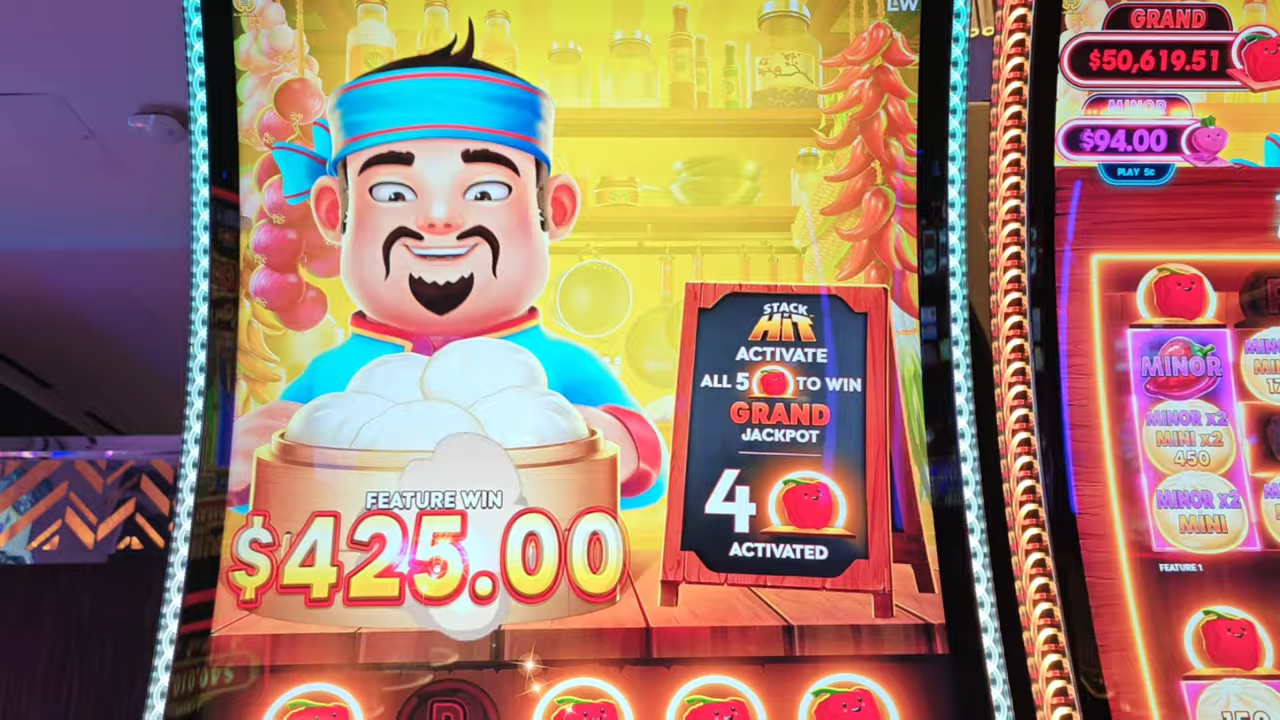 STACK
HIT
ACTIVATE
ALL 5 TO WIN
GRAND
JACKPOT
4
ACTIVATED
FEATURE WIN
$425.00
GRAND
$50,619.51
MINOR
$94.00
PLAY 5¢
MINOR
MINOR X2
MINI X2
450
MINOR X2
MINI
FEATURE 1